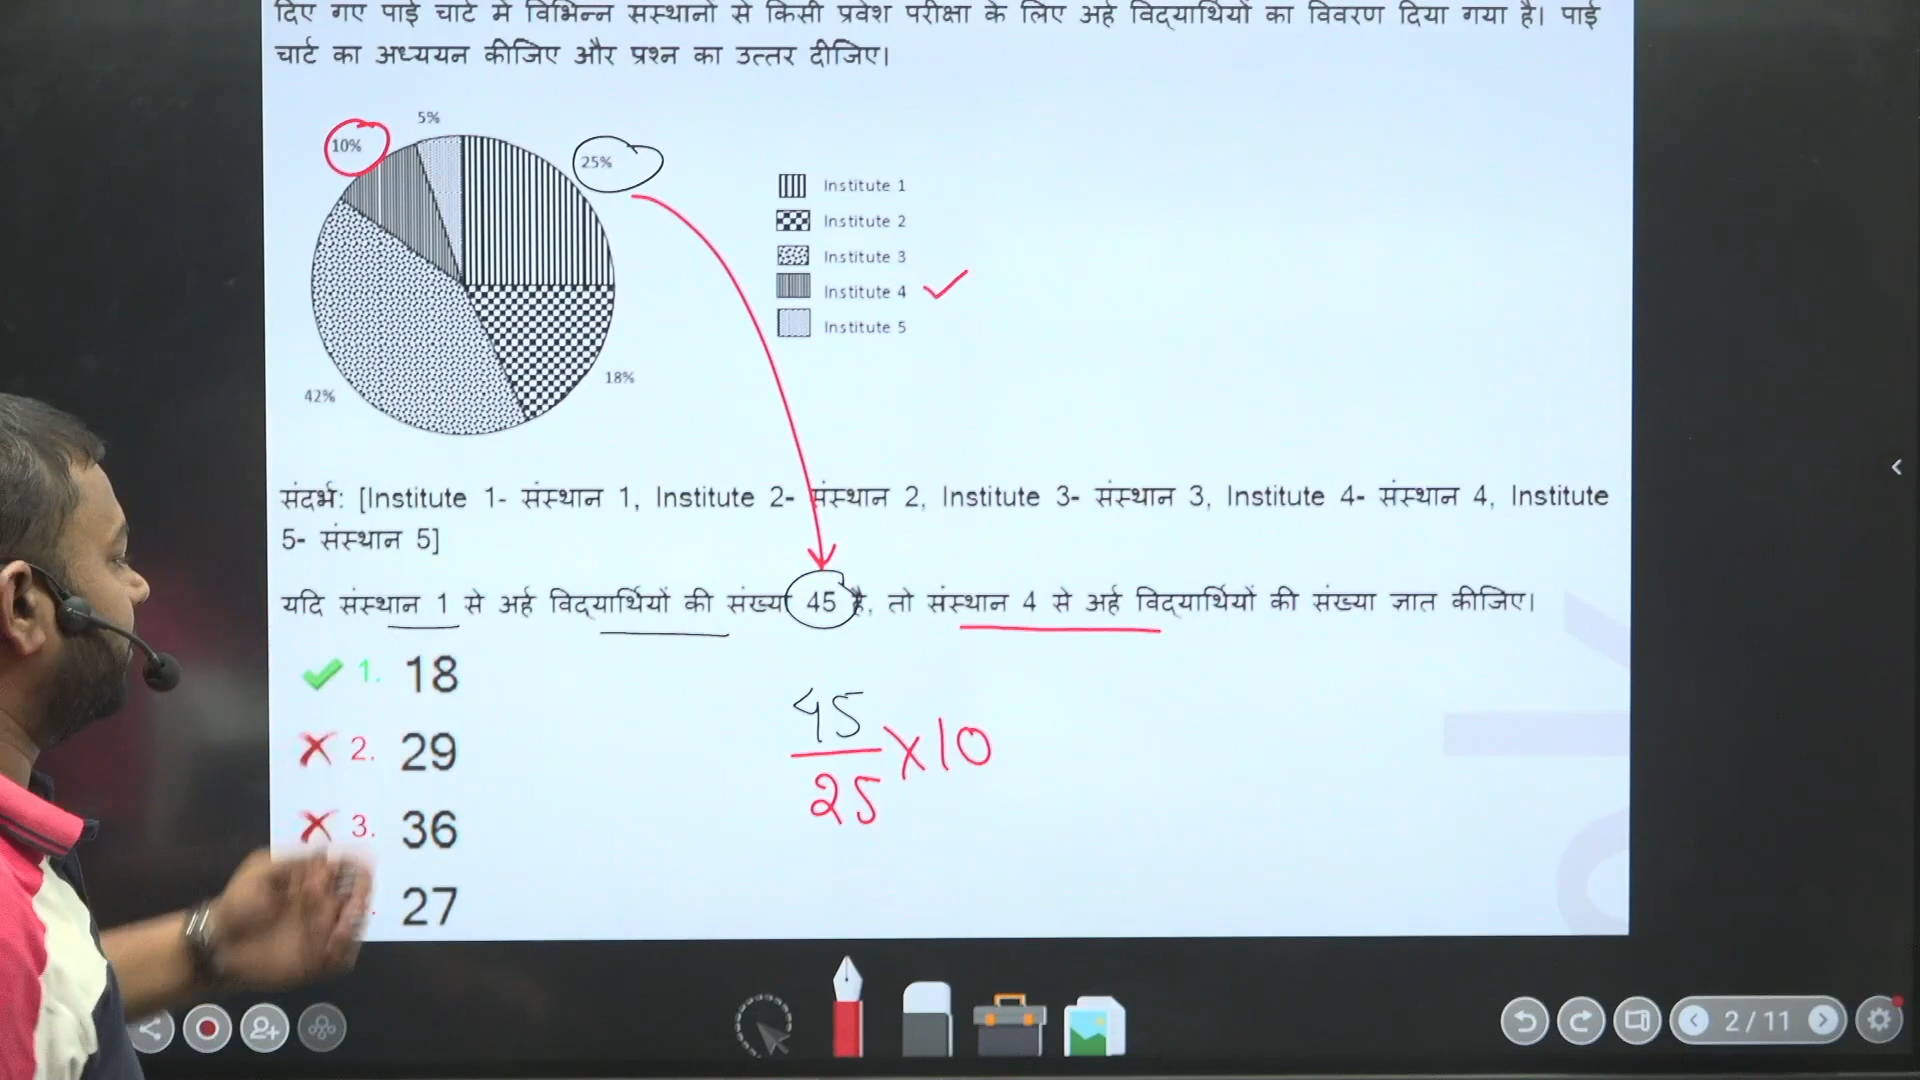 दिए गए पाई चार्ट में विभिन्न संस्थानों से किसी प्रवेश परीक्षा के लिए अर्ह विद्यार्थियों का विवरण दिया गया है। पाई
चार्ट का अध्ययन कीजिए और प्रश्न का उत्तर दीजिए।
5%
10%
25%
Institute 1
Institute 2
Institute 3
Institute 4
Institute 5
18%
42%
संदर्भ: [Institute 1- संस्थान 1, Institute 2- संस्थान 2, Institute 3- संस्थान 3, Institute 4- संस्थान 4, Institute
5- संस्थान 5]
यदि संस्थान 1 से अर्ह विद्यार्थियों की संख्या 45 है, तो संस्थान 4 से अर्ह विद्यार्थियों की संख्या ज्ञात कीजिए।
1. 18
2. 29
3. 36
27
45
25
×10
2 / 11